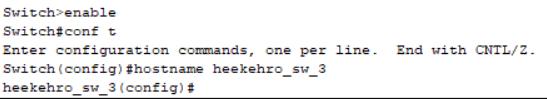 Switch>enable
Switch#conf t
Enter configuration commands, one per line.  End with CNTL/Z.
Switch(config)#hostname heekehro_sw_3
heekehro_sw_3(config)#